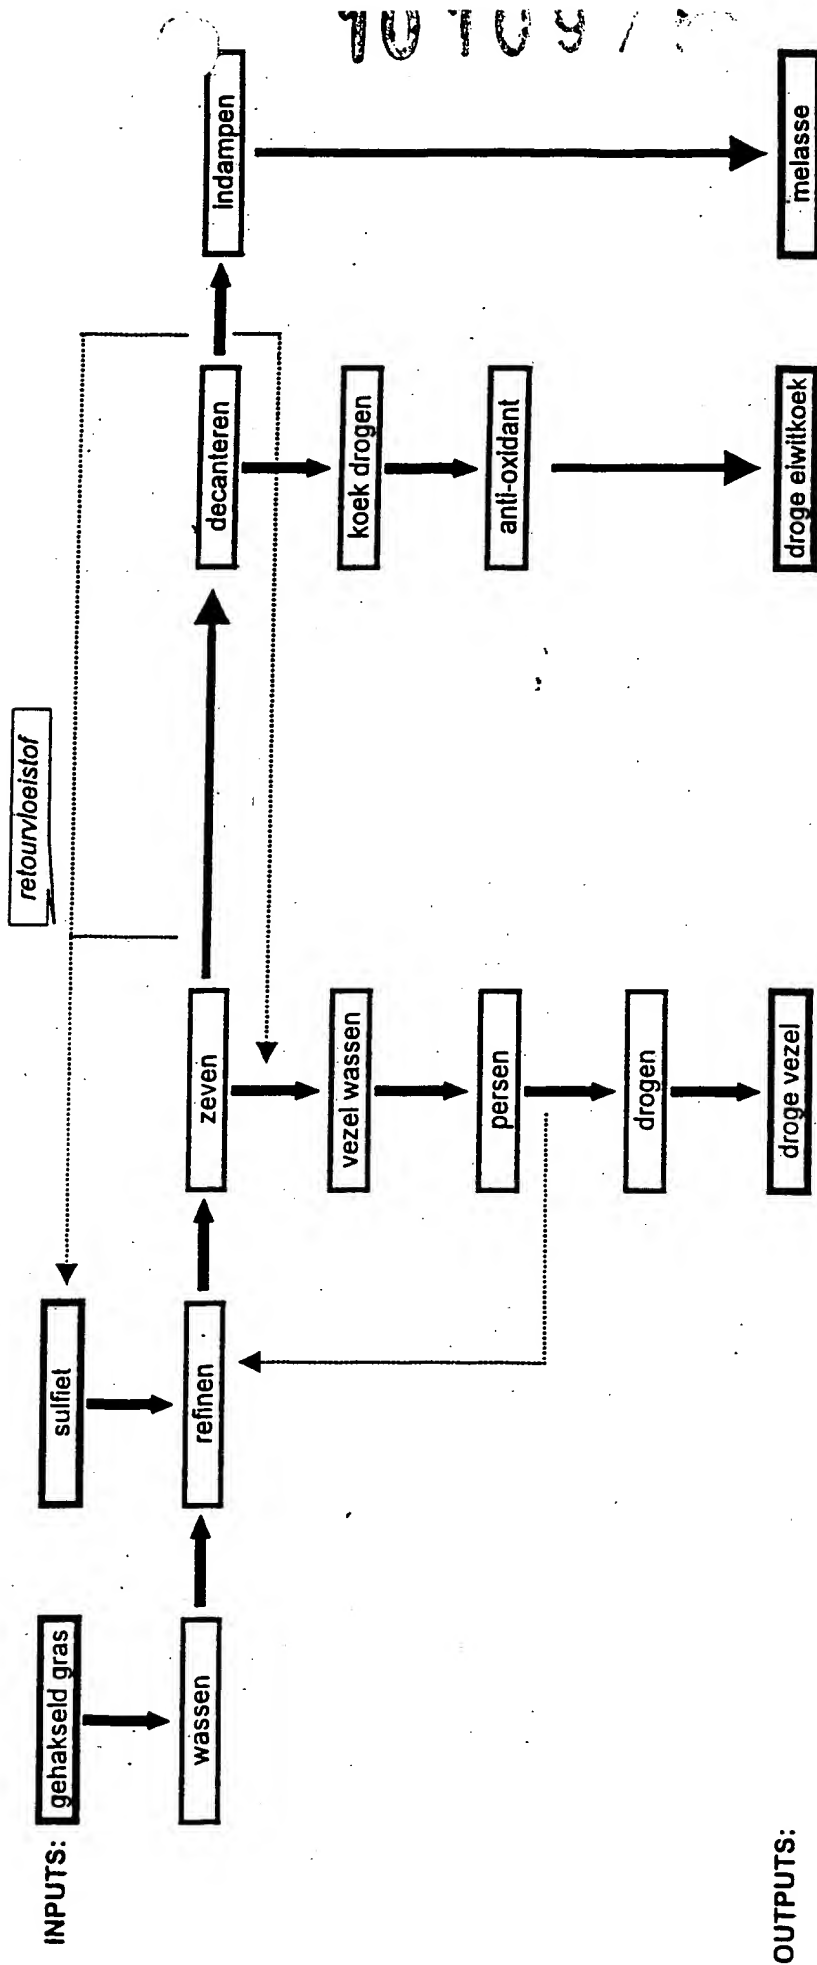 101097
retourvloeistof
INPUTS:
gehakseld gras
sulfiet
wassen
refinen
zeven
decanteren
indampen
vezel wassen
koek drogen
persen
anti-oxidant
drogen
OUTPUTS:
droge vezel
droge eiwitkoek
melasse